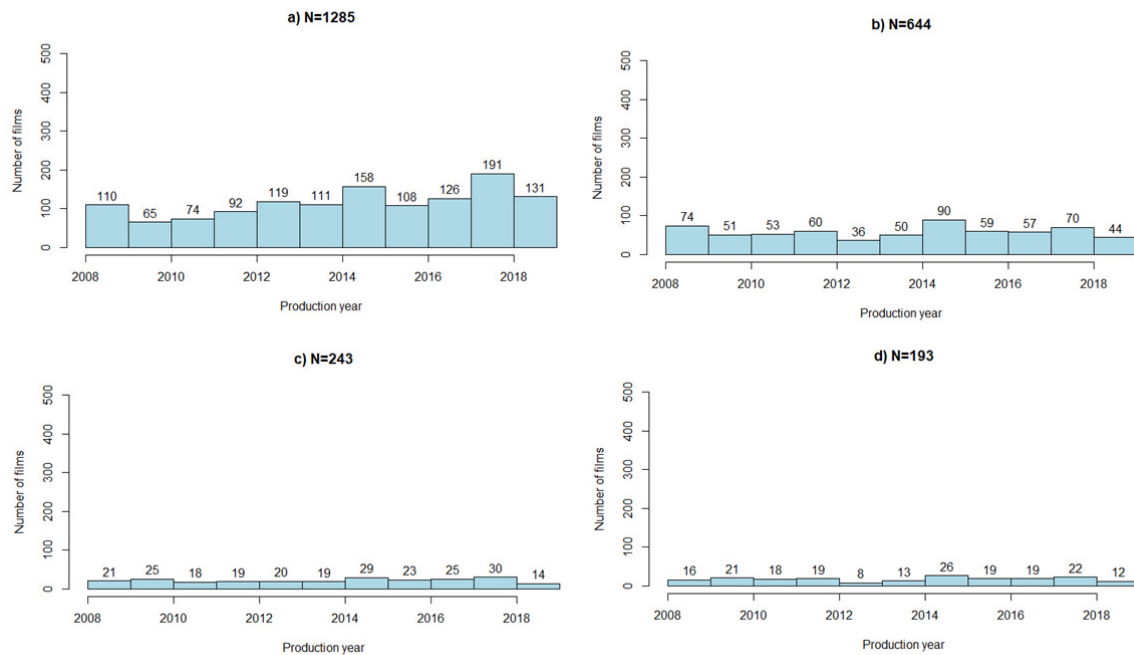 a) N=1285
Number of films
500
400
300
200
100
0
110 65 74 92 119 111 158 108 126 191 131
2008 2010 2012 2014 2016 2018
Production year
b) N=644
Number of films
500
400
300
200
100
0
74 51 53 60 36 50 90 59 57 70 44
2008 2010 2012 2014 2016 2018
Production year
c) N=243
Number of films
500
400
300
200
100
0
21 25 18 19 20 19 29 23 25 30 14
2008 2010 2012 2014 2016 2018
Production year
d) N=193
Number of films
500
400
300
200
100
0
16 21 18 19 8 13 26 19 19 22 12
2008 2010 2012 2014 2016 2018
Production year